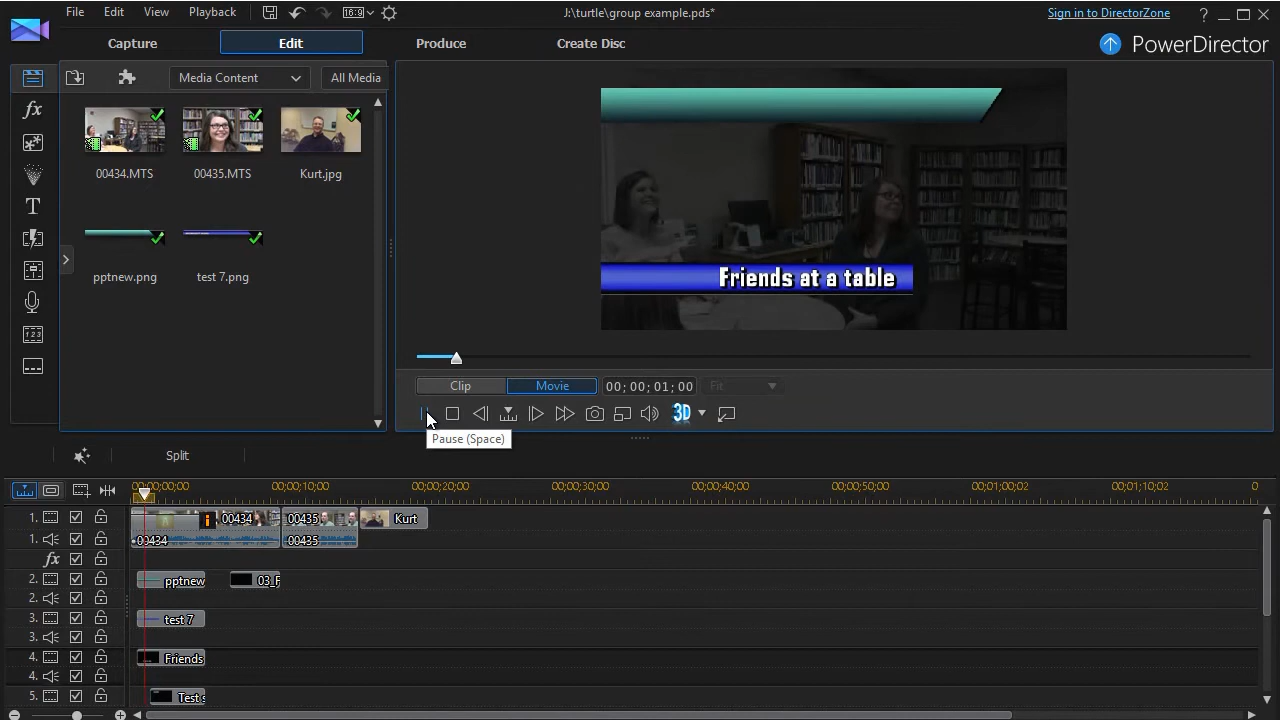 File Edit View Playback 16:9 J:\turtle\group example.pds* Sign in to DirectorZone ?
Capture Edit Produce Create Disc PowerDirector
Media Content All Media
fx
00434.MTS 00435.MTS Kurt.jpg
T
pptnew.png test 7.png
Friends at a table
Clip Movie 00; 00; 01; 00 Fit
3D
Pause (Space)
Split
00;00;00;00 00;00;10;00 00;00;20;00 00;00;30;00 00;00;40;00 00;00;50;00 00;01;00;02 00;01;10;02 0
1. 00434 00435 Kurt
1. 00434 00435
fx
2. pptnew 03_F
2.
3. test 7
3.
4. Friends
4.
5. Test s